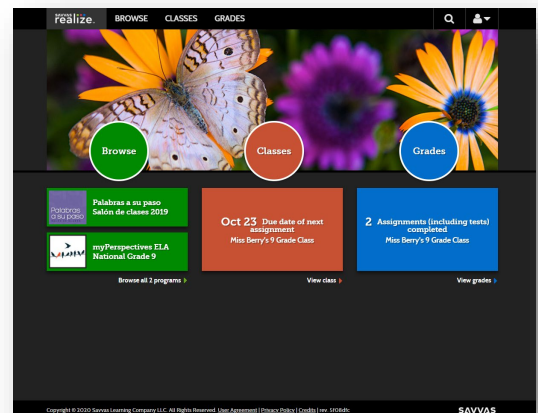 SAVVAS
realize.
BROWSE CLASSES GRADES
Browse
Classes
Grades
Palabras a su paso
Palabras a su paso
Salón de clases 2019
myPerspectives ELA
National Grade 9
Browse all 2 programs
Oct 23 Due date of next
assignment
Miss Berry's 9 Grade Class
View class
2 Assignments (including tests)
completed
Miss Berry's 9 Grade Class
View grades
Copyright © 2020 Savvas Learning Company LLC. All Rights Reserved. User Agreement | Privacy Policy | Credits | rev. 5f08dfc
SAVVAS